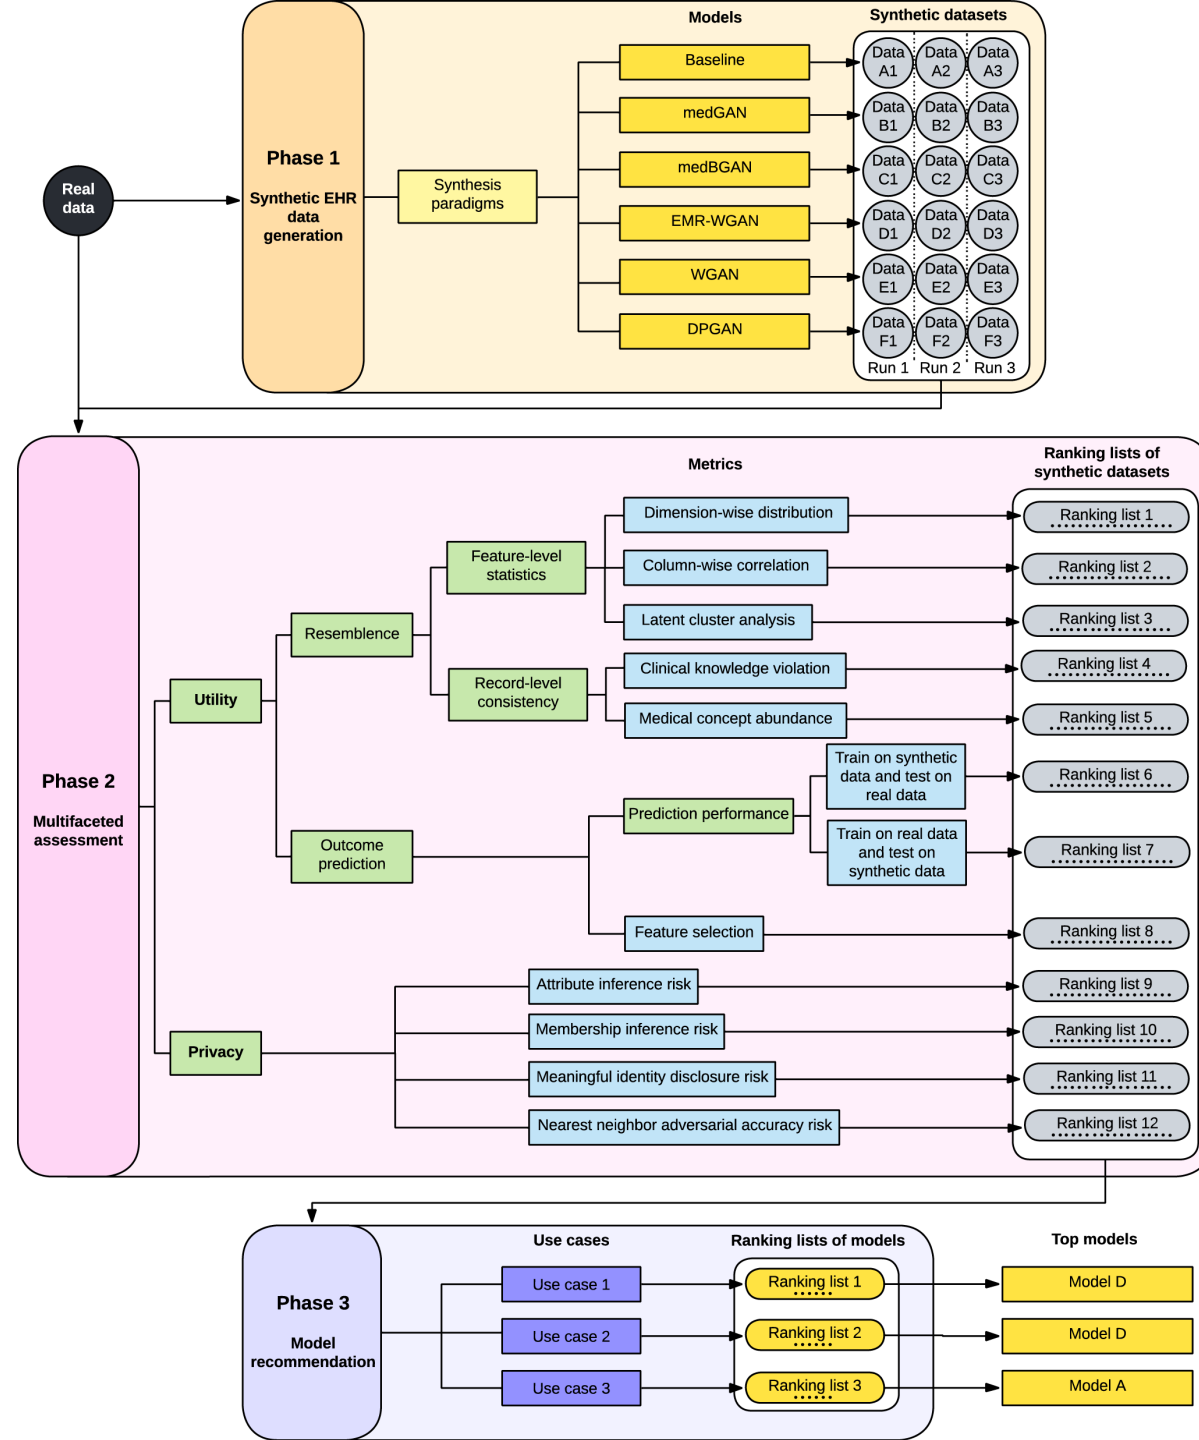 Models
Synthetic datasets
Real
data
Phase 1
Synthetic EHR
data
generation
Synthesis
paradigms
Baseline
medGAN
medBGAN
EMR-WGAN
WGAN
DPGAN
Data
A1
Data
A2
Data
A3
Data
B1
Data
B2
Data
B3
Data
C1
Data
C2
Data
C3
Data
D1
Data
D2
Data
D3
Data
E1
Data
E2
Data
E3
Data
F1
Data
F2
Data
F3
Run 1
Run 2
Run 3
Phase 2
Multifaceted
assessment
Metrics
Ranking lists of
synthetic datasets
Utility
Resemblence
Feature-level
statistics
Dimension-wise distribution
Ranking list 1
Column-wise correlation
Ranking list 2
Latent cluster analysis
Ranking list 3
Record-level
consistency
Clinical knowledge violation
Ranking list 4
Medical concept abundance
Ranking list 5
Outcome
prediction
Prediction performance
Train on synthetic
data and test on
real data
Ranking list 6
Train on real data
and test on
synthetic data
Ranking list 7
Feature selection
Ranking list 8
Privacy
Attribute inference risk
Ranking list 9
Membership inference risk
Ranking list 10
Meaningful identity disclosure risk
Ranking list 11
Nearest neighbor adversarial accuracy risk
Ranking list 12
Phase 3
Model
recommendation
Use cases
Ranking lists of models
Top models
Use case 1
Ranking list 1
Model D
Use case 2
Ranking list 2
Model D
Use case 3
Ranking list 3
Model A